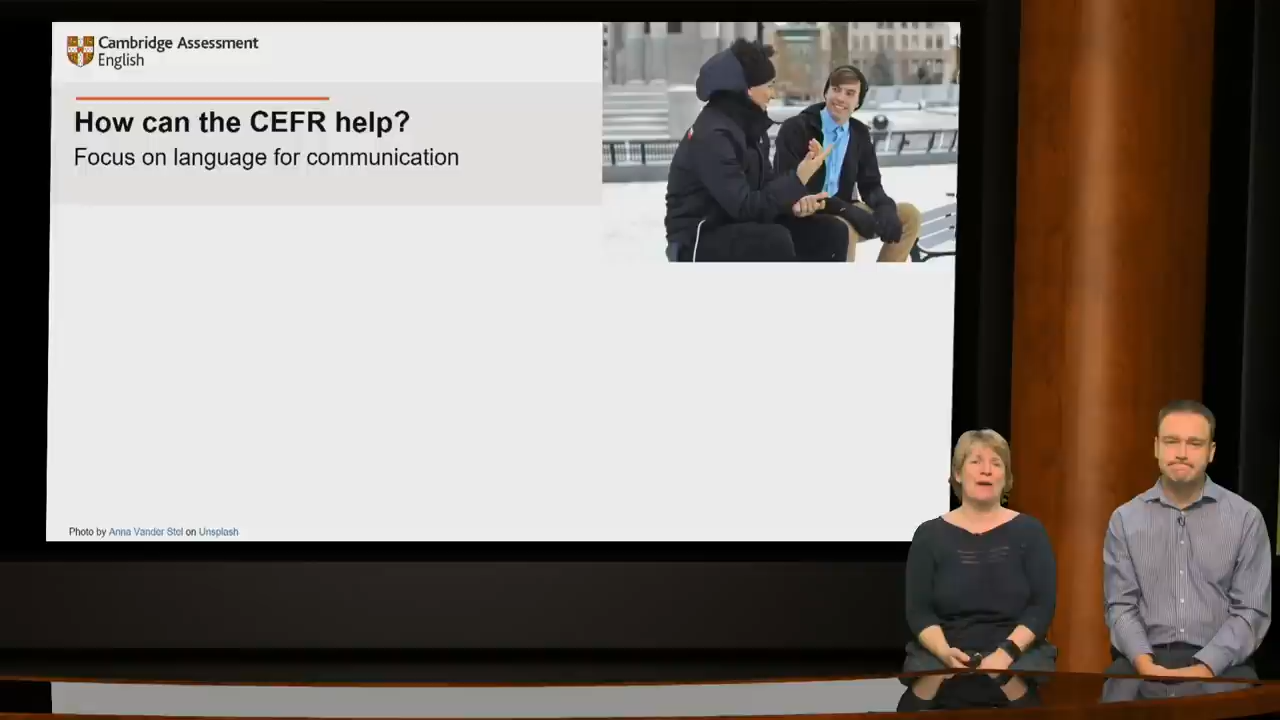 Cambridge Assessment
English
How can the CEFR help?
Focus on language for communication
Photo by Anna Vander Stel on Unsplash